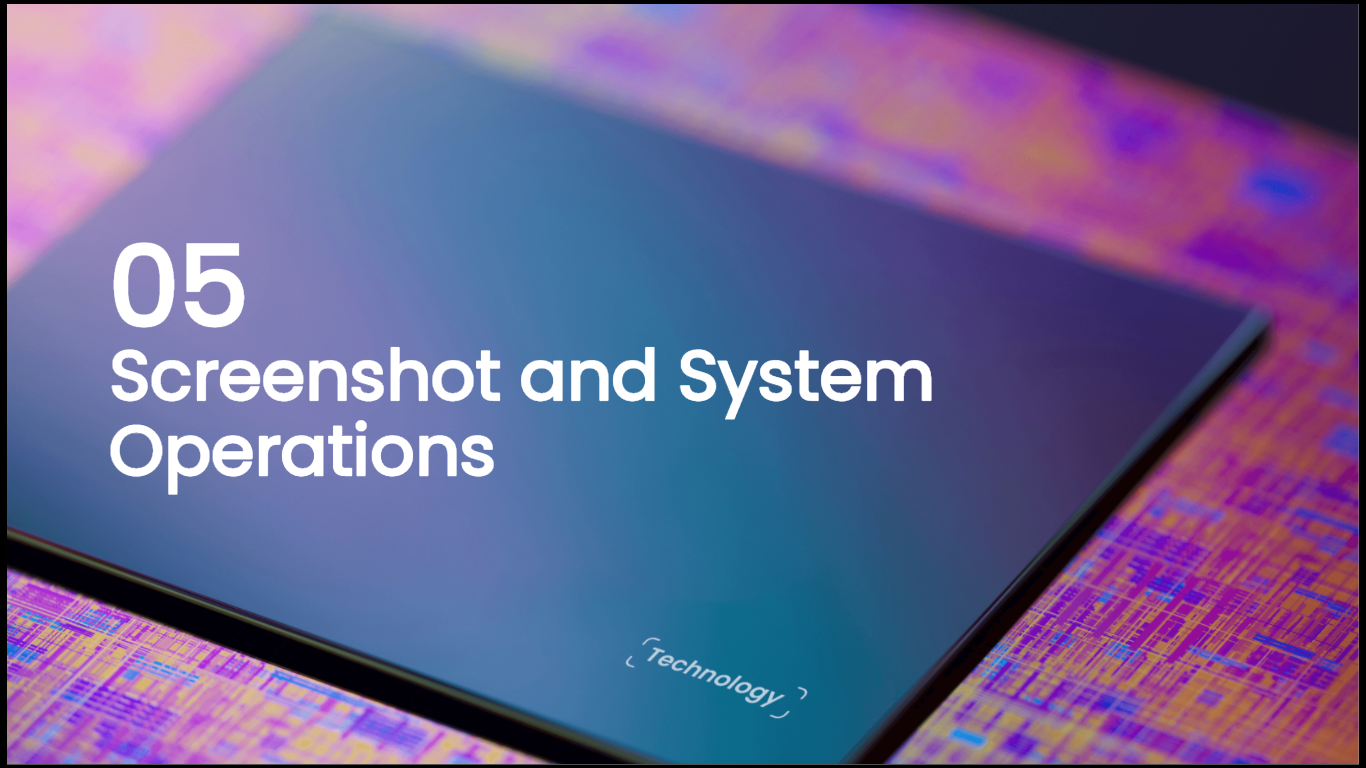 05
Screenshot and System
Operations
Technology